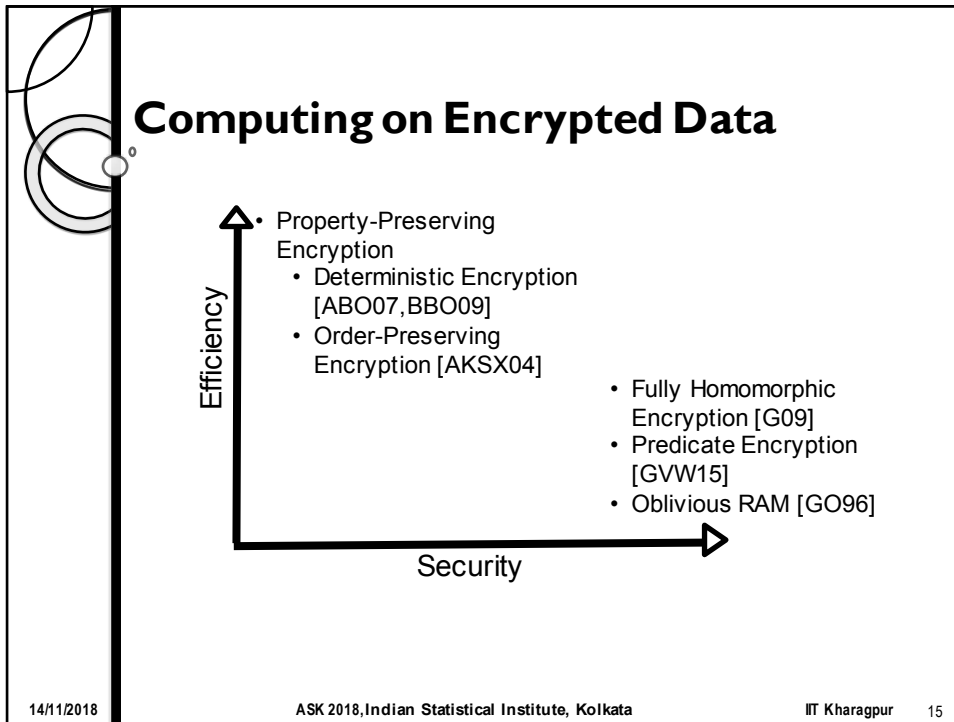 Computing on Encrypted Data
• Property-Preserving
Encryption
• Deterministic Encryption
[ABO07,BBO09]
• Order-Preserving
Encryption [AKSX04]
Efficiency
• Fully Homomorphic
Encryption [G09]
• Predicate Encryption
[GVW15]
• Oblivious RAM [GO96]
Security
14/11/2018 ASK 2018, Indian Statistical Institute, Kolkata IIT Kharagpur 15